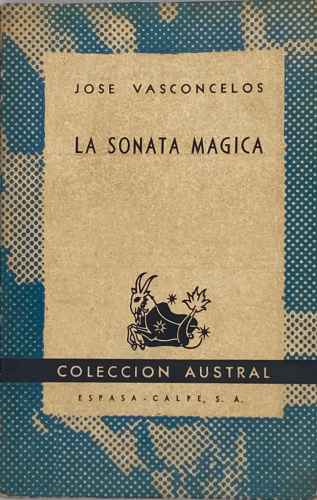 JOSE VASCONCELOS
LA SONATA MAGICA
COLECCION AUSTRAL
ESPASA - CALPE, S. A.